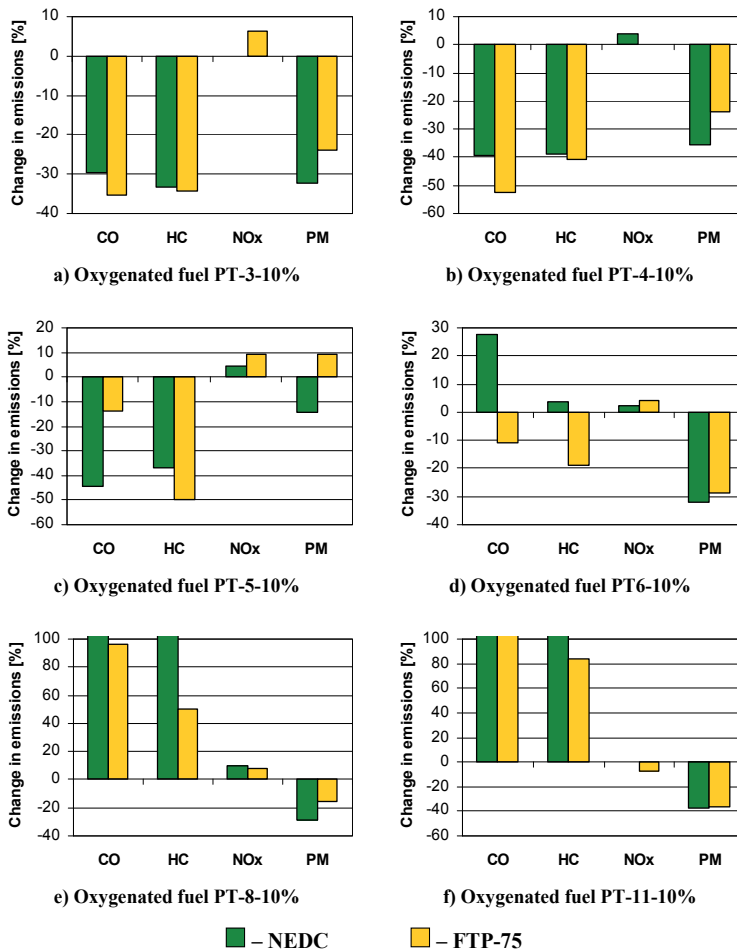 Change in emissions [%]
10
0
-10
-20
-30
-40
CO HC NOx PM
a) Oxygenated fuel PT-3-10%
Change in emissions [%]
10
0
-10
-20
-30
-40
-50
-60
CO HC NOx PM
b) Oxygenated fuel PT-4-10%
Change in emissions [%]
20
10
0
-10
-20
-30
-40
-50
-60
CO HC NOx PM
c) Oxygenated fuel PT-5-10%
Change in emissions [%]
30
20
10
0
-10
-20
-30
-40
CO HC NOx PM
d) Oxygenated fuel PT6-10%
Change in emissions [%]
100
80
60
40
20
0
-20
-40
CO HC NOx PM
e) Oxygenated fuel PT-8-10%
Change in emissions [%]
100
80
60
40
20
0
-20
-40
-60
CO HC NOx PM
f) Oxygenated fuel PT-11-10%
– NEDC – FTP-75